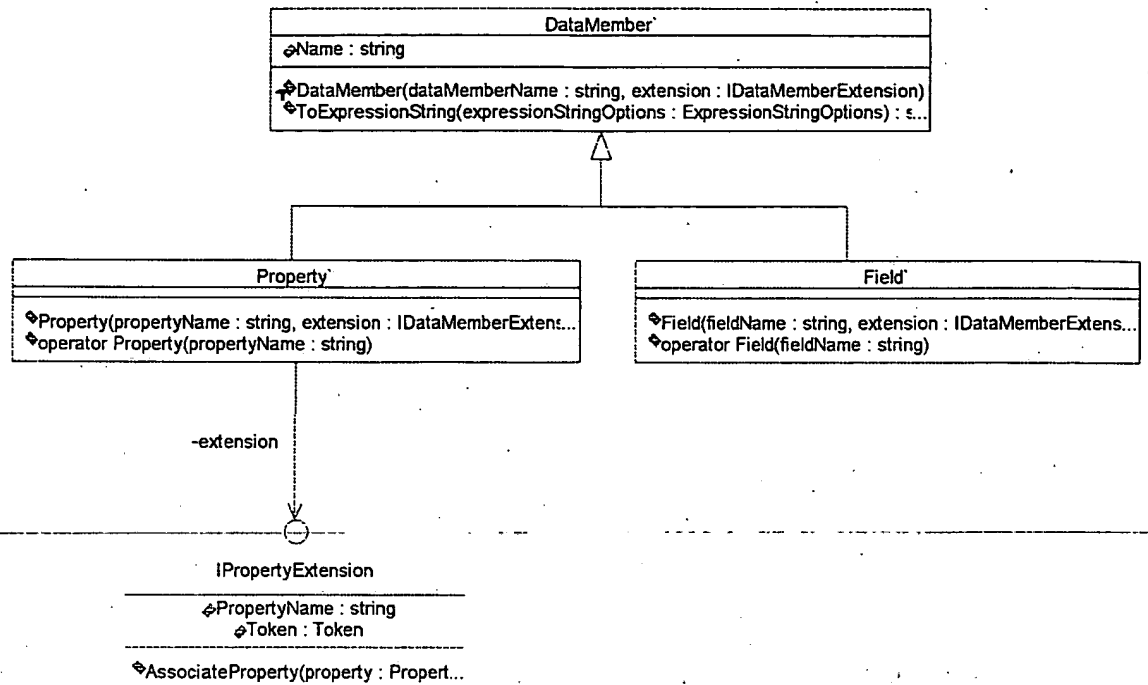 DataMember`
Name : string
DataMember(dataMemberName : string, extension : IDataMemberExtension)
ToExpressionString(expressionStringOptions : ExpressionStringOptions) : s...
Property`
Property(propertyName : string, extension : IDataMemberExtens...
operator Property(propertyName : string)
Field`
Field(fieldName : string, extension : IDataMemberExtens...
operator Field(fieldName : string)
-extension
IPropertyExtension
PropertyName : string
Token : Token
AssociateProperty(property : Propert...